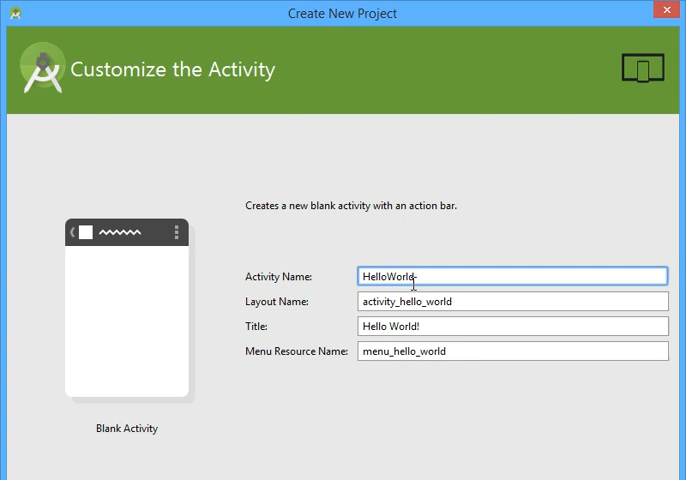 Create New Project
Customize the Activity
Creates a new blank activity with an action bar.
Activity Name: HelloWorld
Layout Name: activity_hello_world
Title: Hello World!
Menu Resource Name: menu_hello_world
Blank Activity